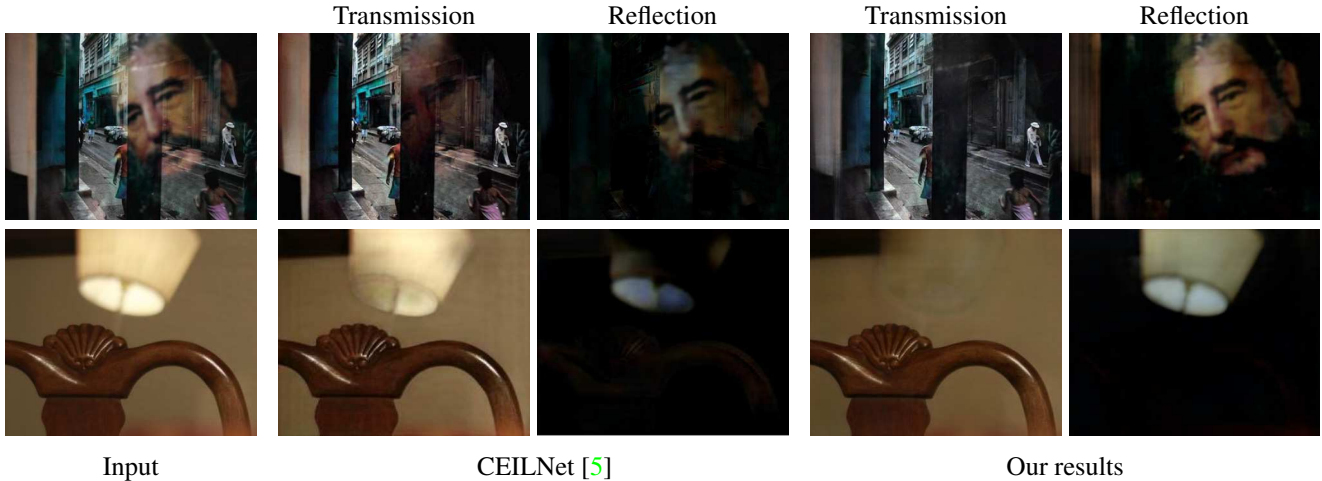 Transmission Reflection Transmission Reflection
Input CEILNet [5] Our results